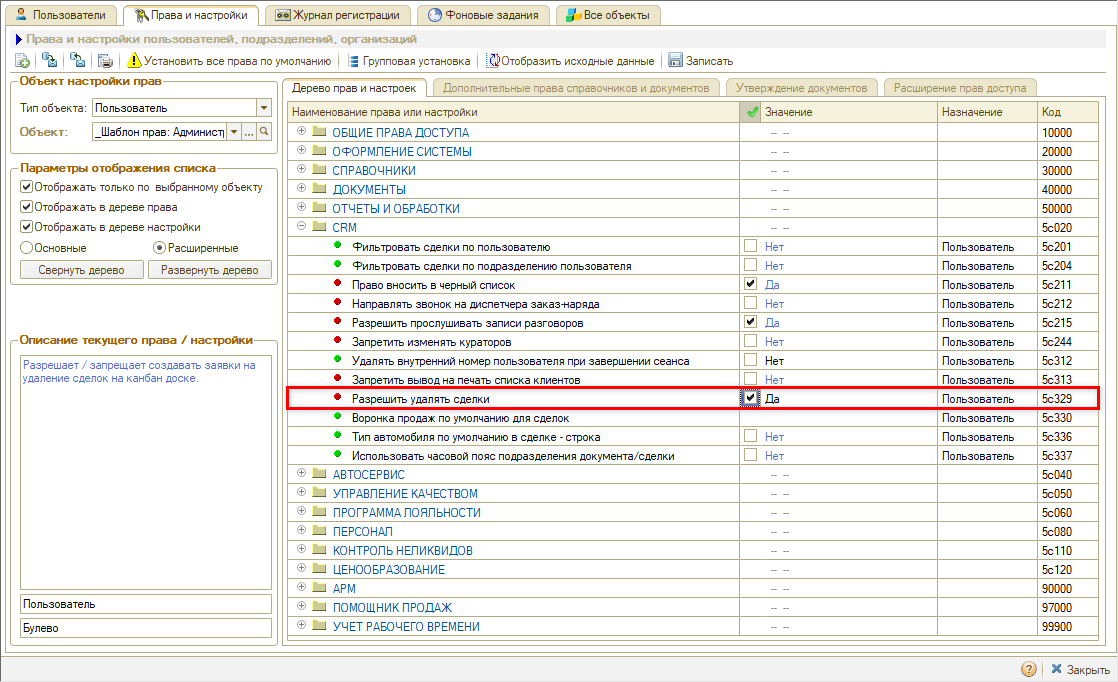 Пользователи Права и настройки Журнал регистрации Фоновые задания Все объекты
Права и настройки пользователей, подразделений, организаций
Установить все права по умолчанию Групповая установка Отобразить исходные данные Записать
Объект настройки прав
Тип объекта: Пользователь
Объект: _Шаблон прав: Админист ...
Параметры отображения списка
Отображать только по выбранному объекту
Отображать в дереве права
Отображать в дереве настройки
Основные Расширенные
Свернуть дерево Развернуть дерево
Описание текущего права / настройки
Разрешает / запрещает создавать заявки на
удаление сделок на канбан доске.
Пользователь
Булево
Дерево прав и настроек Дополнительные права справочников и документов Утверждение документов Расширение прав доступа
Наименование права или настройки Значение Назначение Код
ОБЩИЕ ПРАВА ДОСТУПА -- -- 10000
ОФОРМЛЕНИЕ СИСТЕМЫ -- -- 20000
СПРАВОЧНИКИ -- -- 30000
ДОКУМЕНТЫ -- -- 40000
ОТЧЕТЫ И ОБРАБОТКИ -- -- 50000
CRM -- -- 5c020
Фильтровать сделки по пользователю Нет Пользователь 5c201
Фильтровать сделки по подразделению пользователя Нет Пользователь 5c204
Право вносить в черный список Да Пользователь 5c211
Направлять звонок на диспетчера заказ-наряда Нет Пользователь 5c212
Разрешить прослушивать записи разговоров Да Пользователь 5c215
Запретить изменять кураторов Нет Пользователь 5c244
Удалять внутренний номер пользователя при завершении сеанса Нет Пользователь 5c312
Запретить вывод на печать списка клиентов Нет Пользователь 5c313
Разрешить удалять сделки Да Пользователь 5c329
Воронка продаж по умолчанию для сделок Пользователь 5c330
Тип автомобиля по умолчанию в сделке - строка Нет Пользователь 5c336
Использовать часовой пояс подразделения документа/сделки Нет Пользователь 5c337
АВТОСЕРВИС -- -- 5c040
УПРАВЛЕНИЕ КАЧЕСТВОМ -- -- 5c050
ПРОГРАММА ЛОЯЛЬНОСТИ -- -- 5c060
ПЕРСОНАЛ -- -- 5c080
КОНТРОЛЬ НЕЛИКВИДОВ -- -- 5c110
ЦЕНООБРАЗОВАНИЕ -- -- 5c120
АРМ -- -- 90000
ПОМОЩНИК ПРОДАЖ -- -- 97000
УЧЕТ РАБОЧЕГО ВРЕМЕНИ -- -- 99900
? Закрыть